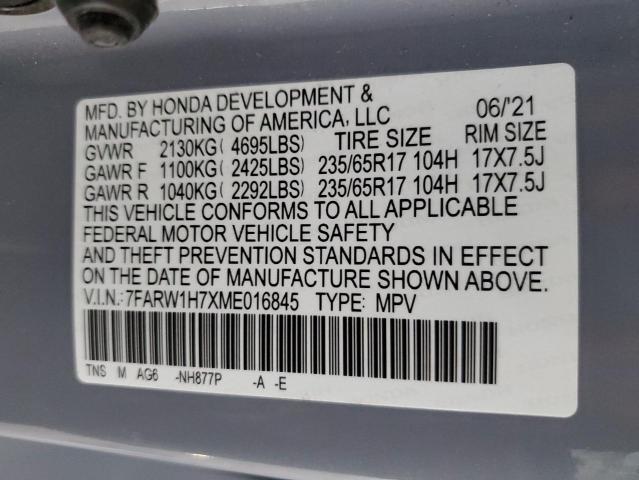 MFD. BY HONDA DEVELOPMENT & 06/'21
MANUFACTURING OF AMERICA, LLC
GVWR 2130KG( 4695LBS) TIRE SIZE RIM SIZE
GAWR F 1100KG( 2425LBS) 235/65R17 104H 17X7.5J
GAWR R 1040KG( 2292LBS) 235/65R17 104H 17X7.5J
THIS VEHICLE CONFORMS TO ALL APPLICABLE
FEDERAL MOTOR VEHICLE SAFETY
AND THEFT PREVENTION STANDARDS IN EFFECT
ON THE DATE OF MANUFACTURE SHOWN ABOVE.
V.I.N.:7FARW1H7XME016845 TYPE: MPV
TNS M AG6 -NH877P -A -E